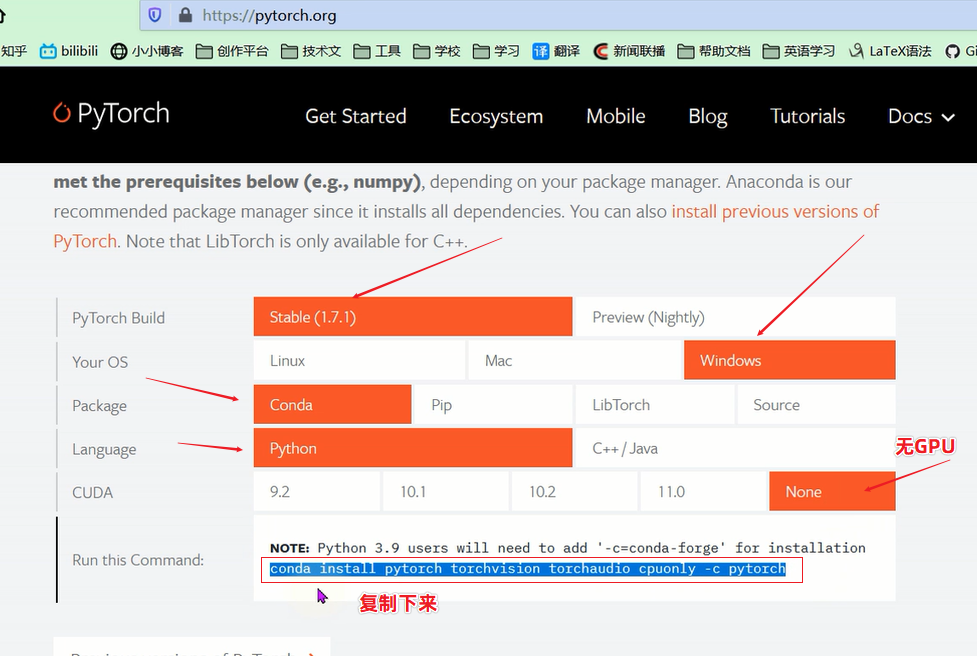 https://pytorch.org
知乎 bilibili 小小博客 创作平台 技术文 工具 学校 学习 译 翻译 新闻联播 帮助文档 英语学习 LaTeX语法
PyTorch Get Started Ecosystem Mobile Blog Tutorials Docs
met the prerequisites below (e.g., numpy), depending on your package manager. Anaconda is our
recommended package manager since it installs all dependencies. You can also install previous versions of
PyTorch. Note that LibTorch is only available for C++.
PyTorch Build Stable (1.7.1) Preview (Nightly)
Your OS Linux Mac Windows
Package Conda Pip LibTorch Source
Language Python C++ / Java
无GPU
CUDA 9.2 10.1 10.2 11.0 None
NOTE: Python 3.9 users will need to add '-c=conda-forge' for installation
Run this Command: conda install pytorch torchvision torchaudio cpuonly -c pytorch
复制下来